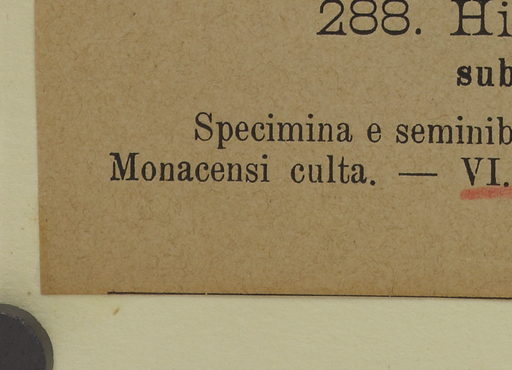 288. Hi
sub
Specimina e seminib
Monacensi culta. — VI.